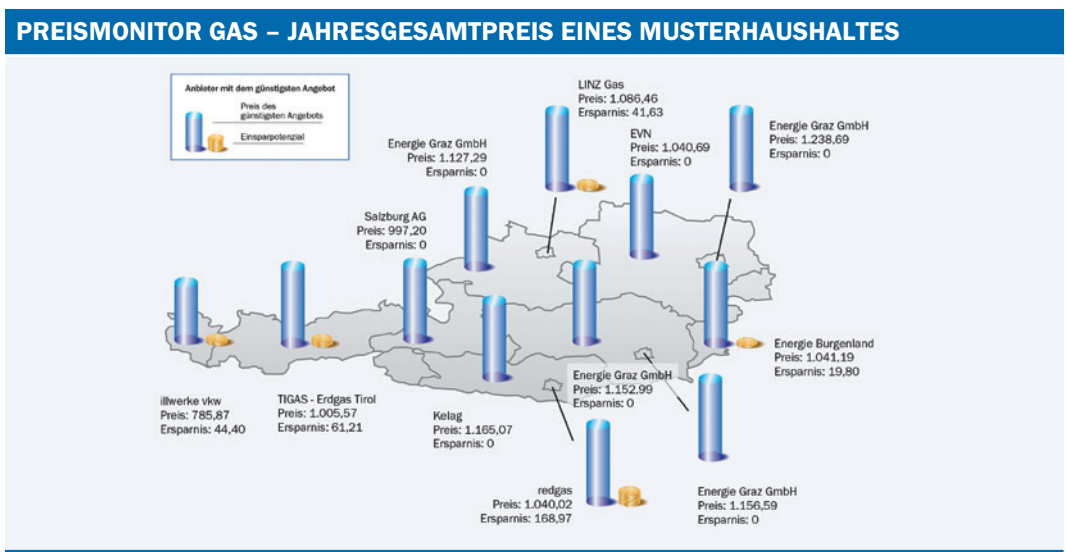 PREISMONITOR GAS – JAHRESGESAMTPREIS EINES MUSTERHAUSHALTES
Anbieter mit dem günstigsten Angebot
Preis des
günstigsten Angebots
Einsparpotenzial
LINZ Gas
Preis: 1.086,46
Ersparnis: 41,63
Energie Graz GmbH
Preis: 1.238,69
Ersparnis: 0
EVN
Preis: 1.040,69
Ersparnis: 0
Energie Graz GmbH
Preis: 1.127,29
Ersparnis: 0
Salzburg AG
Preis: 997,20
Ersparnis: 0
Energie Burgenland
Preis: 1.041,19
Ersparnis: 19,80
Energie Graz GmbH
Preis: 1.152,99
Ersparnis: 0
illwerke vkw
Preis: 785,87
Ersparnis: 44,40
TIGAS - Erdgas Tirol
Preis: 1.005,57
Ersparnis: 61,21
Kelag
Preis: 1.165,07
Ersparnis: 0
redgas
Preis: 1.040,02
Ersparnis: 168,97
Energie Graz GmbH
Preis: 1.156,59
Ersparnis: 0